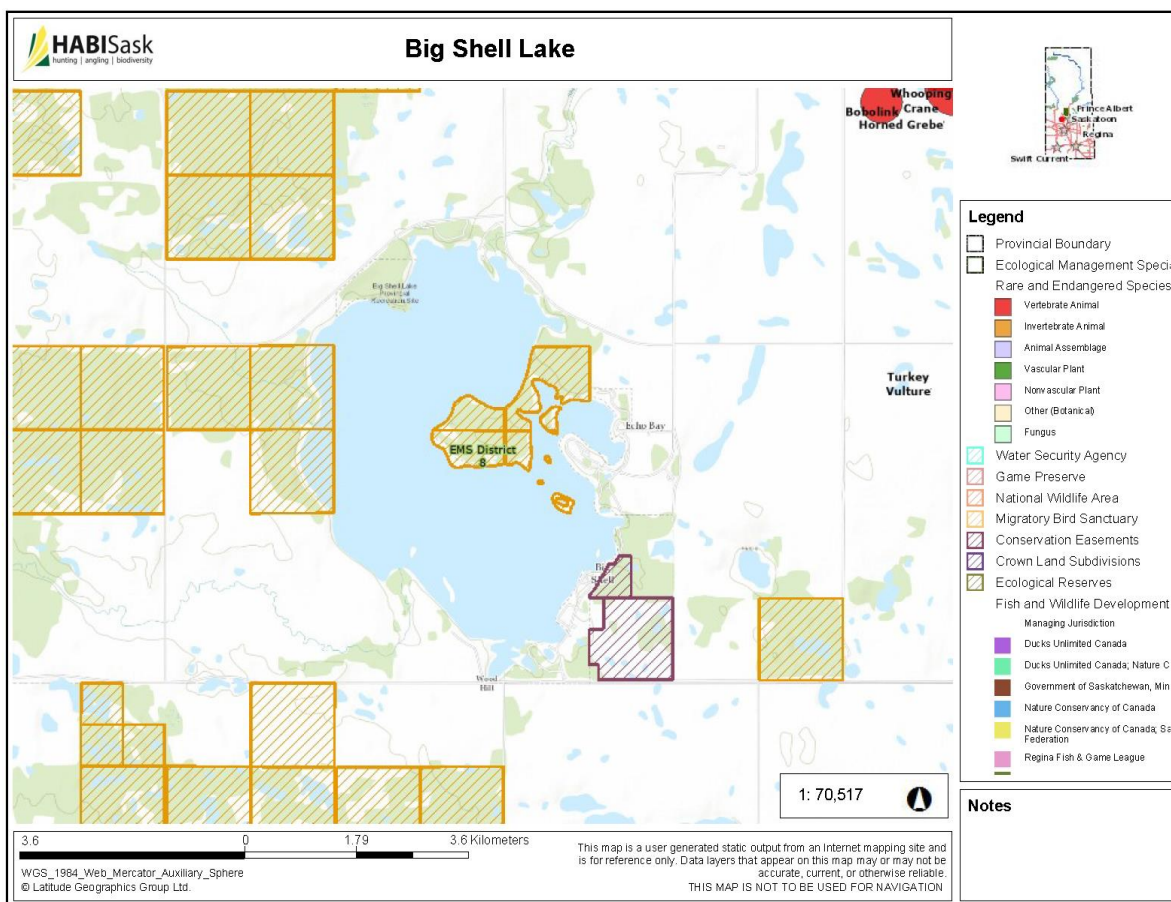 HABISask
hunting | angling | biodiversity
Big Shell Lake
Whooping
Bobolink Crane
Horned Grebe
Prince Albert
Saskatoon
Regina
Swift Current
Big Shell Lake
Provincial
Recreation Site
Turkey
Vulture
Echo Bay
EMS District
8
Big
Shell
Wood
Hill
1: 70,517
Legend
Provincial Boundary
Ecological Management Specia
Rare and Endangered Species
Vertebrate Animal
Invertebrate Animal
Animal Assemblage
Vascular Plant
Nonvascular Plant
Other (Botanical)
Fungus
Water Security Agency
Game Preserve
National Wildlife Area
Migratory Bird Sanctuary
Conservation Easements
Crown Land Subdivisions
Ecological Reserves
Fish and Wildlife Development
Managing Jurisdiction
Ducks Unlimited Canada
Ducks Unlimited Canada; Nature C
Government of Saskatchewan, Min
Nature Conservancy of Canada
Nature Conservancy of Canada; Sa
Federation
Regina Fish & Game League
Notes
3.6 0 1.79 3.6 Kilometers
WGS_1984_Web_Mercator_Auxiliary_Sphere
© Latitude Geographics Group Ltd.
This map is a user generated static output from an Internet mapping site and
is for reference only. Data layers that appear on this map may or may not be
accurate, current, or otherwise reliable.
THIS MAP IS NOT TO BE USED FOR NAVIGATION